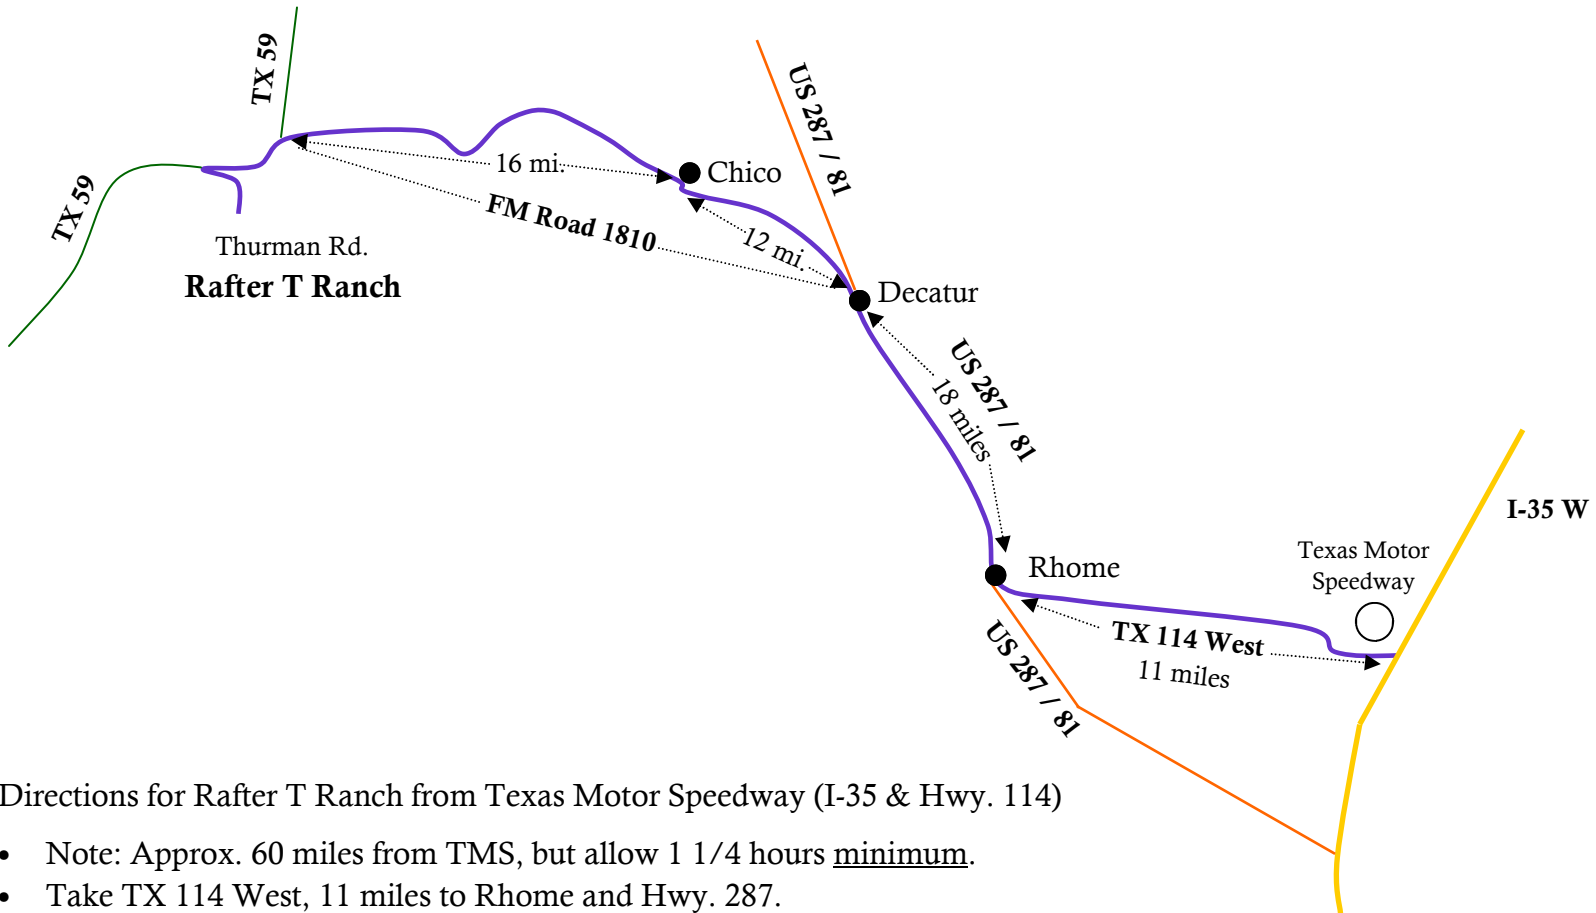 TX 59
US 287 / 81
16 mi.
Chico
TX 59
FM Road 1810
12 mi.
Thurman Rd.
Rafter T Ranch
Decatur
US 287 / 81
18 miles
I-35 W
Texas Motor
Speedway
Rhome
TX 114 West
11 miles
US 287 / 81
Directions for Rafter T Ranch from Texas Motor Speedway (I-35 & Hwy. 114)
• Note: Approx. 60 miles from TMS, but allow 1 1/4 hours minimum.
• Take TX 114 West, 11 miles to Rhome and Hwy. 287.